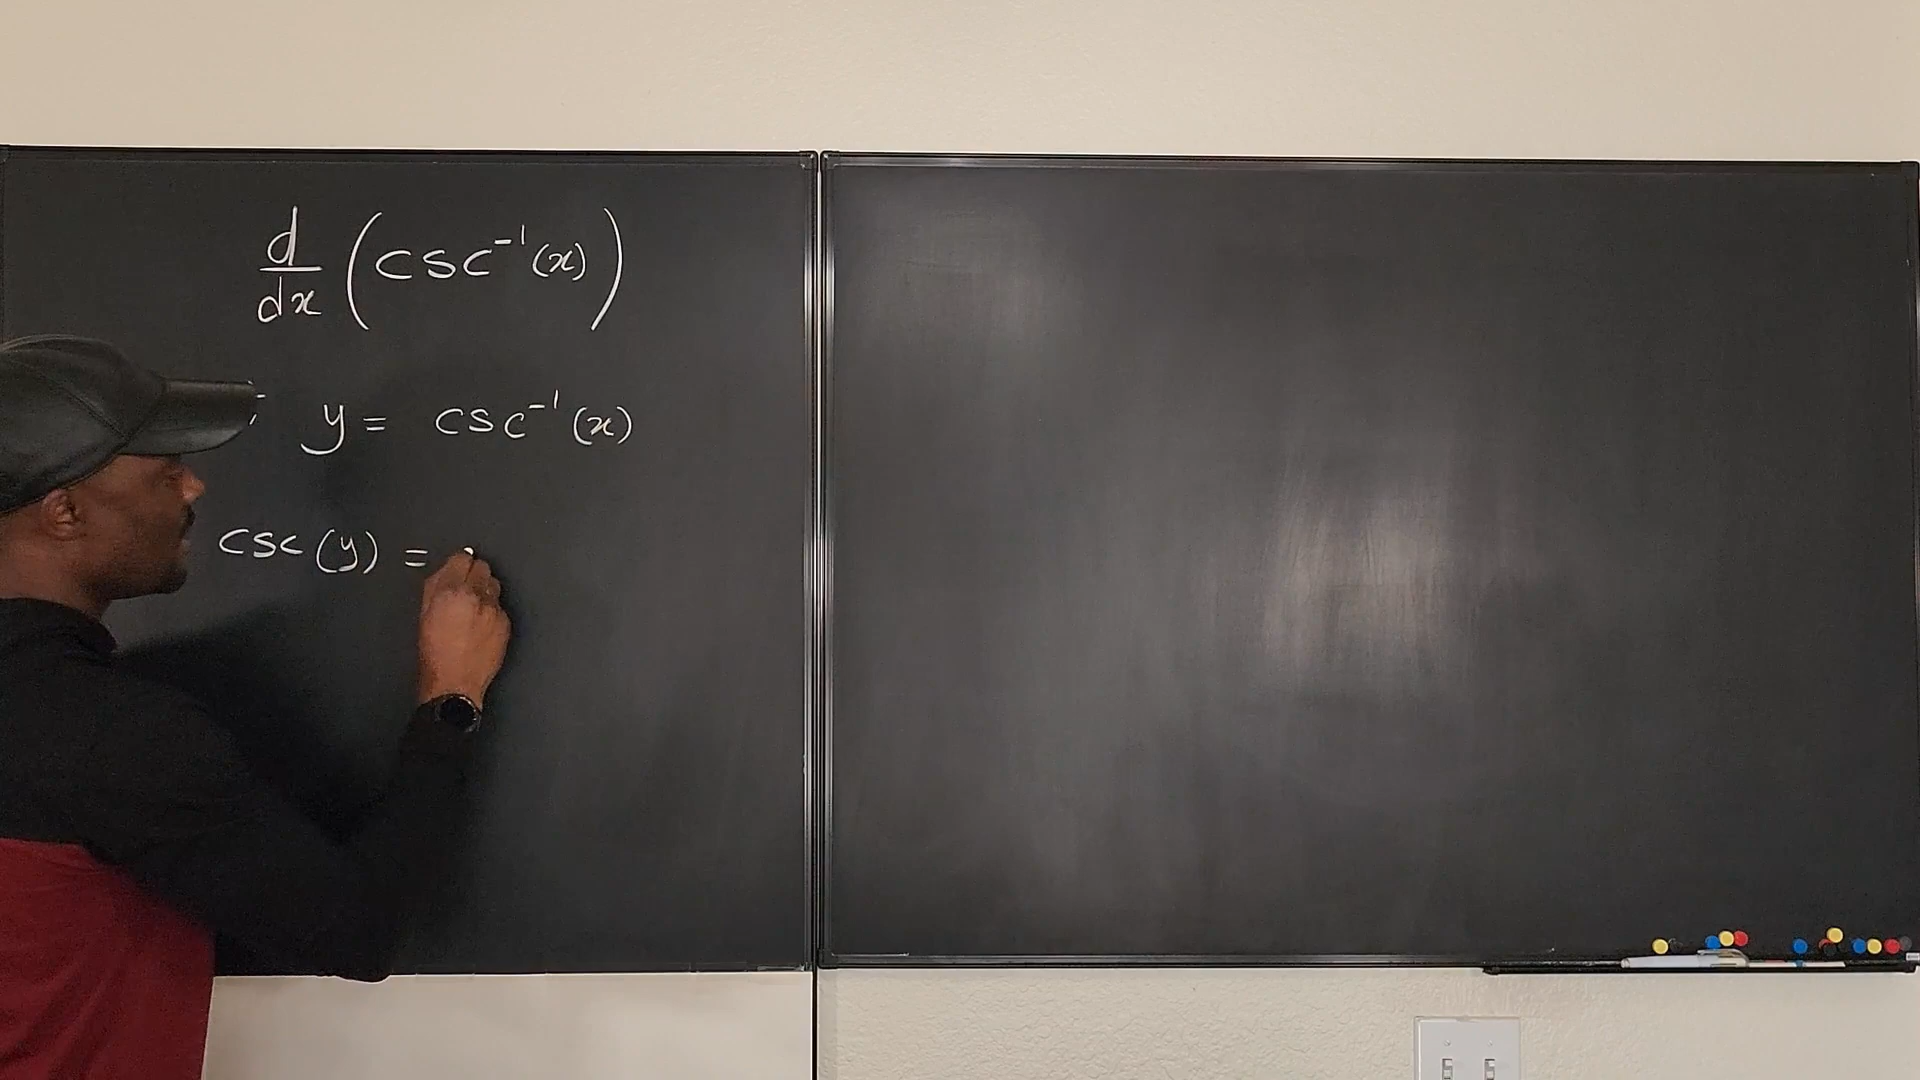 d/dx (csc⁻¹(x))
y = csc⁻¹(x)
csc(y) =